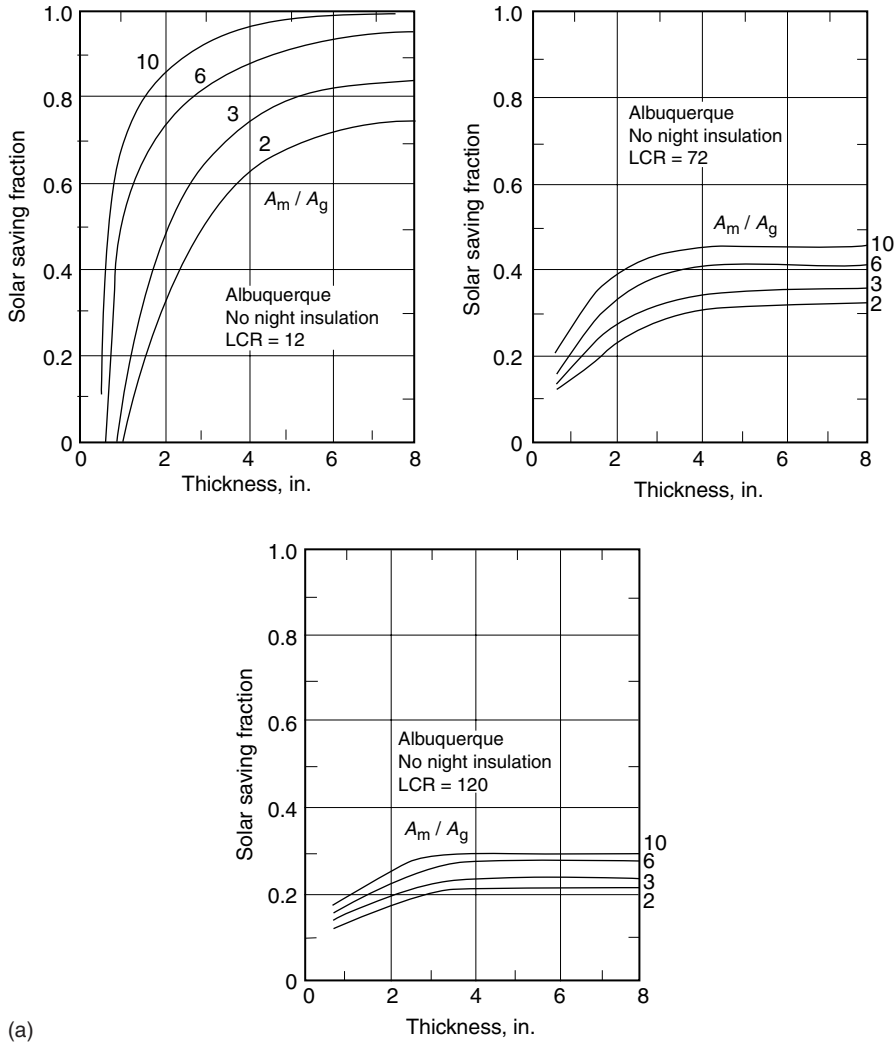 Solar saving fraction
1.0
0.8
0.6
0.4
0.2
0
10
6
3
2
Am / Ag
Albuquerque
No night insulation
LCR = 12
2
4
6
8
Thickness, in.
Solar saving fraction
1.0
0.8
0.6
0.4
0.2
0
Albuquerque
No night insulation
LCR = 72
Am / Ag
10
6
3
2
0
2
4
6
8
Thickness, in.
Solar saving fraction
1.0
0.8
0.6
0.4
0.2
0
Albuquerque
No night insulation
LCR = 120
Am / Ag
10
6
3
2
0
2
4
6
8
Thickness, in.
(a)